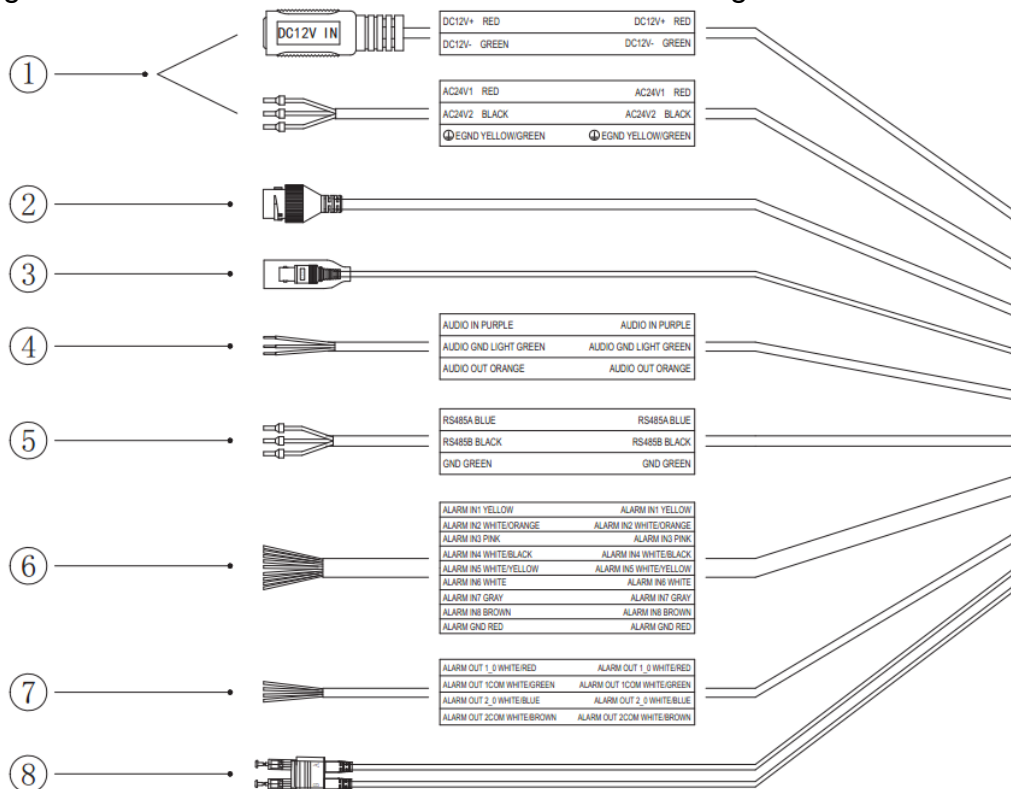 DC12V IN
DC12V+ RED DC12V+ RED
DC12V- GREEN DC12V- GREEN
1
AC24V1 RED AC24V1 RED
AC24V2 BLACK AC24V2 BLACK
EGND YELLOW/GREEN EGND YELLOW/GREEN
2
3
4
AUDIO IN PURPLE AUDIO IN PURPLE
AUDIO GND LIGHT GREEN AUDIO GND LIGHT GREEN
AUDIO OUT ORANGE AUDIO OUT ORANGE
5
RS485A BLUE RS485A BLUE
RS485B BLACK RS485B BLACK
GND GREEN GND GREEN
6
ALARM IN1 YELLOW ALARM IN1 YELLOW
ALARM IN2 WHITE/ORANGE ALARM IN2 WHITE/ORANGE
ALARM IN3 PINK ALARM IN3 PINK
ALARM IN4 WHITE/BLACK ALARM IN4 WHITE/BLACK
ALARM IN5 WHITE/YELLOW ALARM IN5 WHITE/YELLOW
ALARM IN6 WHITE ALARM IN6 WHITE
ALARM IN7 GRAY ALARM IN7 GRAY
ALARM IN8 BROWN ALARM IN8 BROWN
ALARM GND RED ALARM GND RED
7
ALARM OUT 1_0 WHITE/RED ALARM OUT 1_0 WHITE/RED
ALARM OUT 1COM WHITE/GREEN ALARM OUT 1COM WHITE/GREEN
ALARM OUT 2_0 WHITE/BLUE ALARM OUT 2_0 WHITE/BLUE
ALARM OUT 2COM WHITE/BROWN ALARM OUT 2COM WHITE/BROWN
8